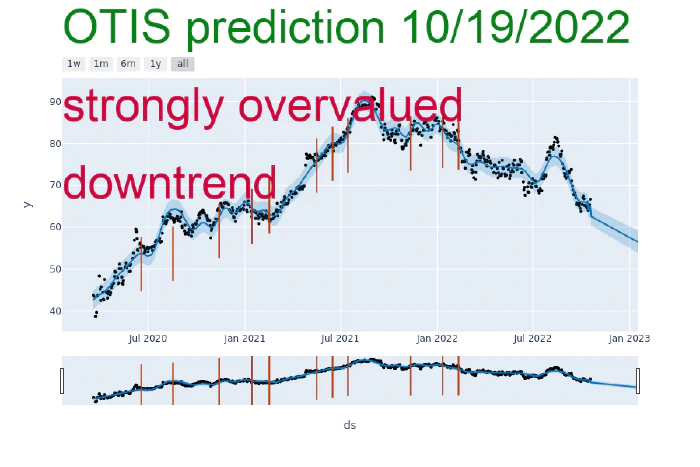 OTIS prediction 10/19/2022
1w 1m 6m 1y all
strongly overvalued
downtrend
90
80
70
60
50
40
y
Jul 2020 Jan 2021 Jul 2021 Jan 2022 Jul 2022 Jan 2023
ds